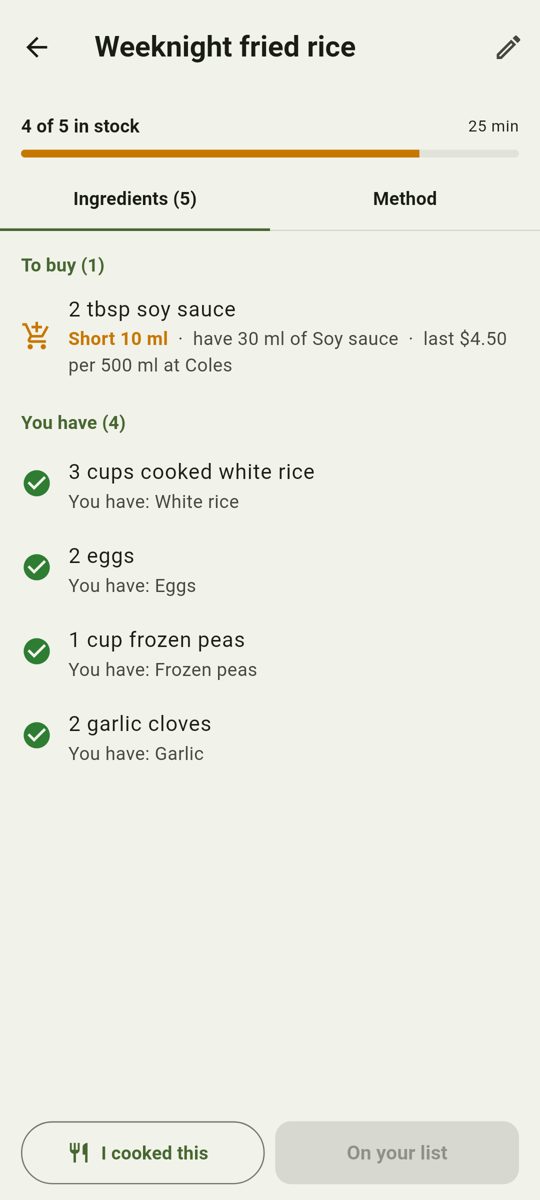 Weeknight fried rice
4 of 5 in stock
25 min
Ingredients (5)
Method
To buy (1)
2 tbsp soy sauce
Short 10 ml · have 30 ml of Soy sauce · last $4.50
per 500 ml at Coles
You have (4)
3 cups cooked white rice
You have: White rice
2 eggs
You have: Eggs
1 cup frozen peas
You have: Frozen peas
2 garlic cloves
You have: Garlic
I cooked this
On your list